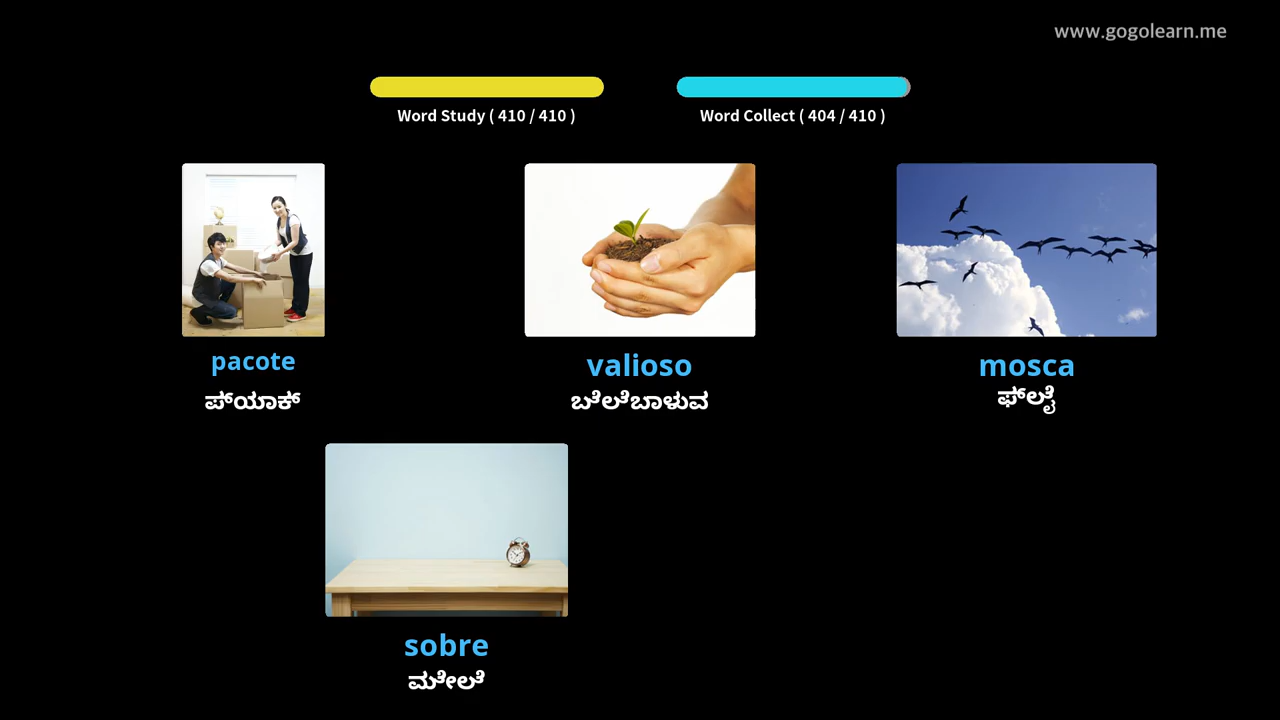 www.gogolearn.me
Word Study ( 410 / 410 )
Word Collect ( 404 / 410 )
pacote
ಪ್ಯಾಕ್
valioso
ಬೆಲೆಬಾಳುವ
mosca
ಫ್ಲೈ
sobre
ಮೇಲೆ